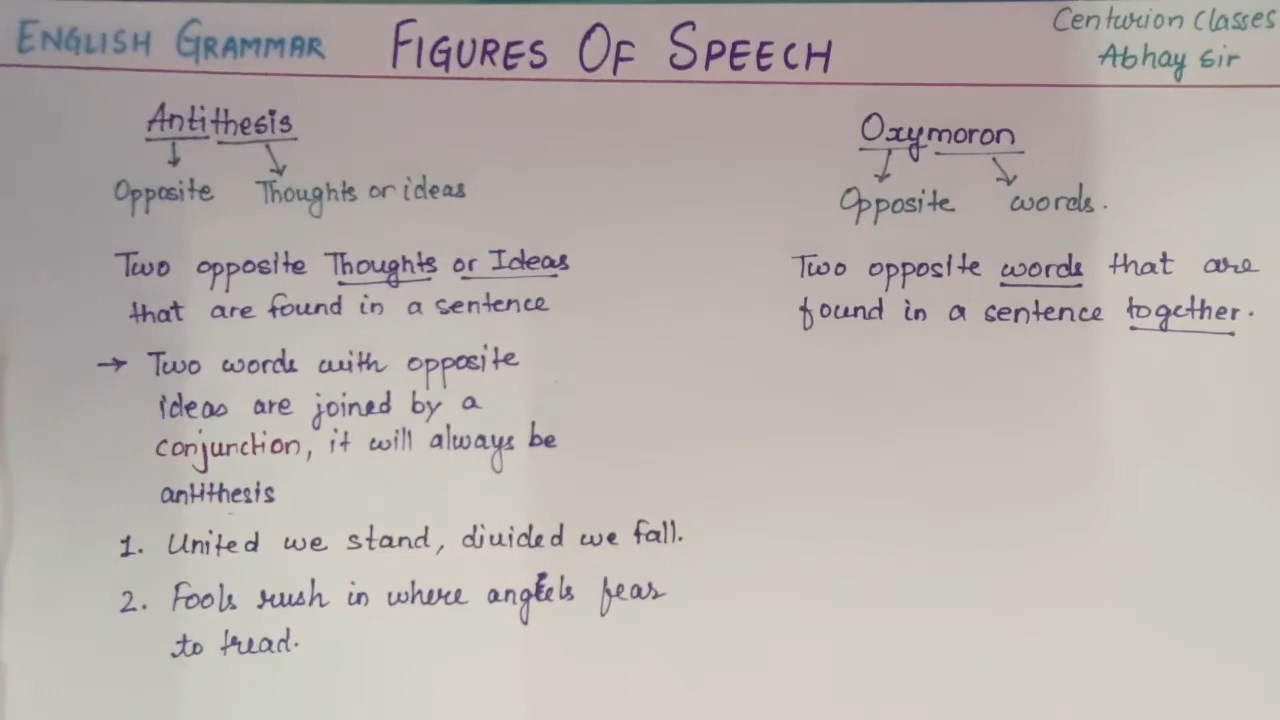 ENGLISH GRAMMAR FIGURES OF SPEECH Centurion Classes
Abhay Sir
Antithesis
Opposite Thoughts or ideas
Two opposite Thoughts or Ideas
that are found in a sentence
→ Two words with opposite
ideas are joined by a
conjunction, it will always be
antithesis
1. United we stand, divided we fall.
2. Fools rush in where angels fear
to tread.
Oxymoron
Opposite words.
Two opposite words that are
found in a sentence together.